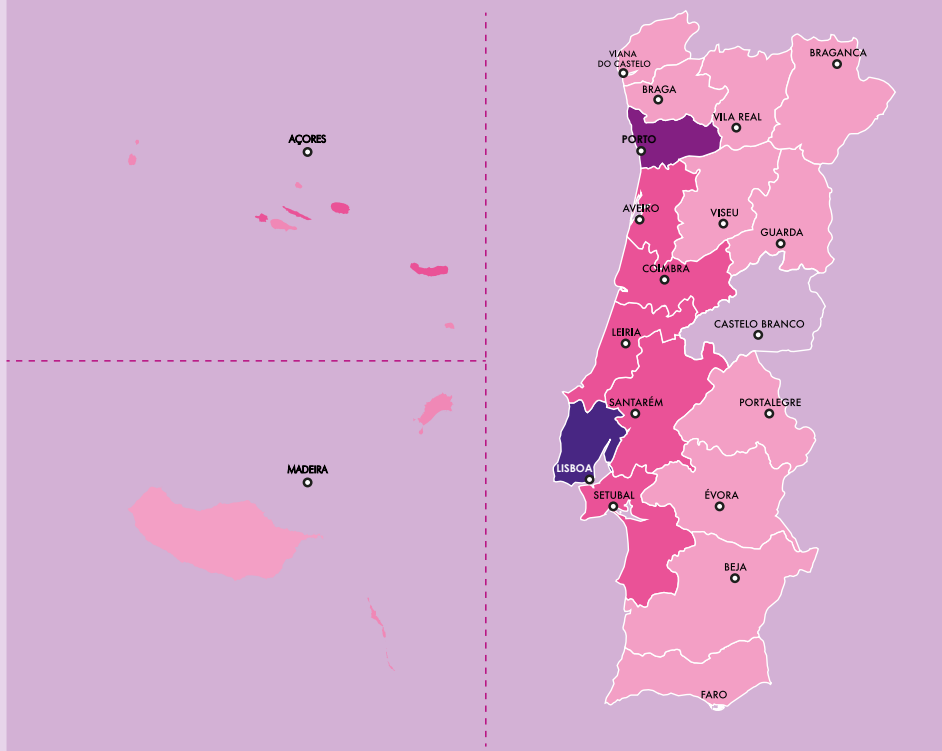 AÇORES
MADEIRA
VIANA
DO CASTELO
BRAGANCA
BRAGA
VILA REAL
PORTO
AVEIRO
VISEU
GUARDA
COIMBRA
CASTELO BRANCO
LEIRIA
SANTARÉM
PORTALEGRE
LISBOA
SETUBAL
ÉVORA
BEJA
FARO